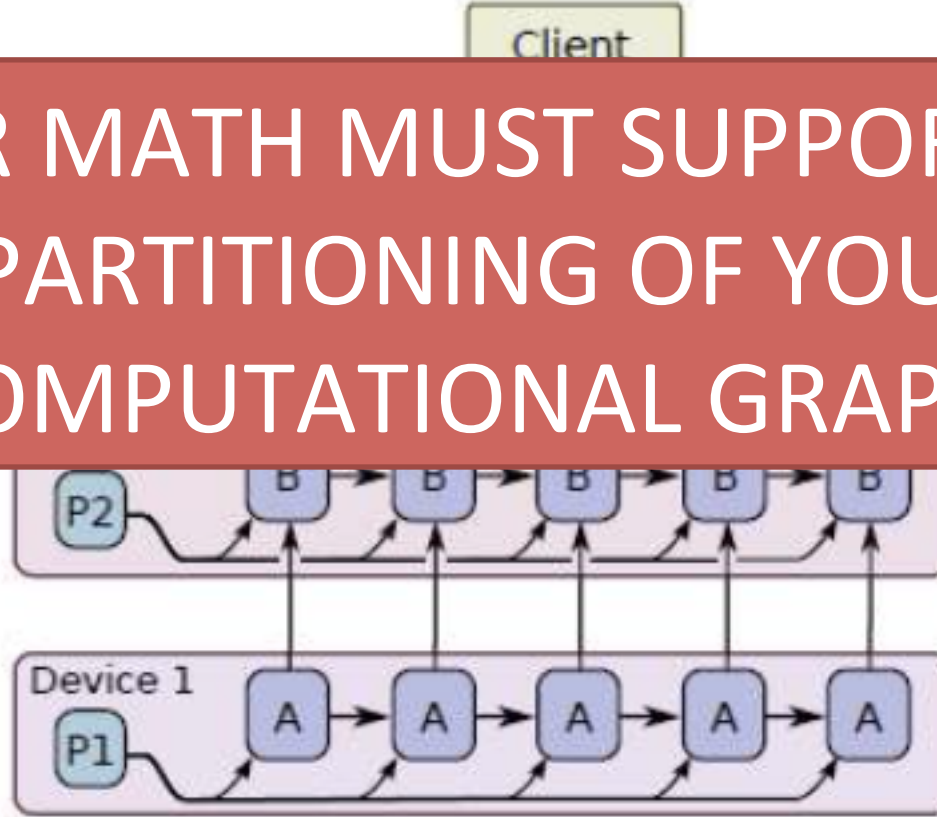 Client
R MATH MUST SUPPOR
PARTITIONING OF YOU
OMPUTATIONAL GRAP
B B B B B
P2
Device 1
A A A A A
P1